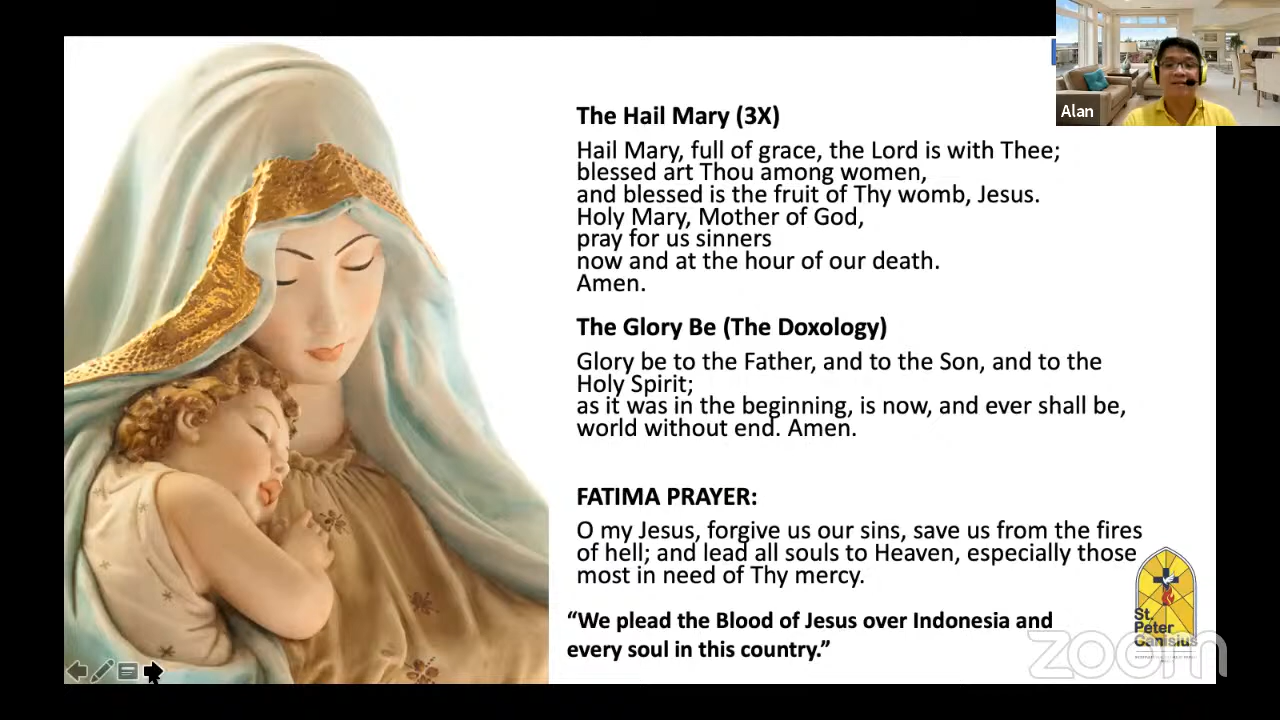 The Hail Mary (3X)
Hail Mary, full of grace, the Lord is with Thee;
blessed art Thou among women,
and blessed is the fruit of Thy womb, Jesus.
Holy Mary, Mother of God,
pray for us sinners
now and at the hour of our death.
Amen.
The Glory Be (The Doxology)
Glory be to the Father, and to the Son, and to the
Holy Spirit;
as it was in the beginning, is now, and ever shall be,
world without end. Amen.
FATIMA PRAYER:
O my Jesus, forgive us our sins, save us from the fires
of hell; and lead all souls to Heaven, especially those
most in need of Thy mercy.
“We plead the Blood of Jesus over Indonesia and
every soul in this country.”
Alan
St.
Peter
Canisius
zoom